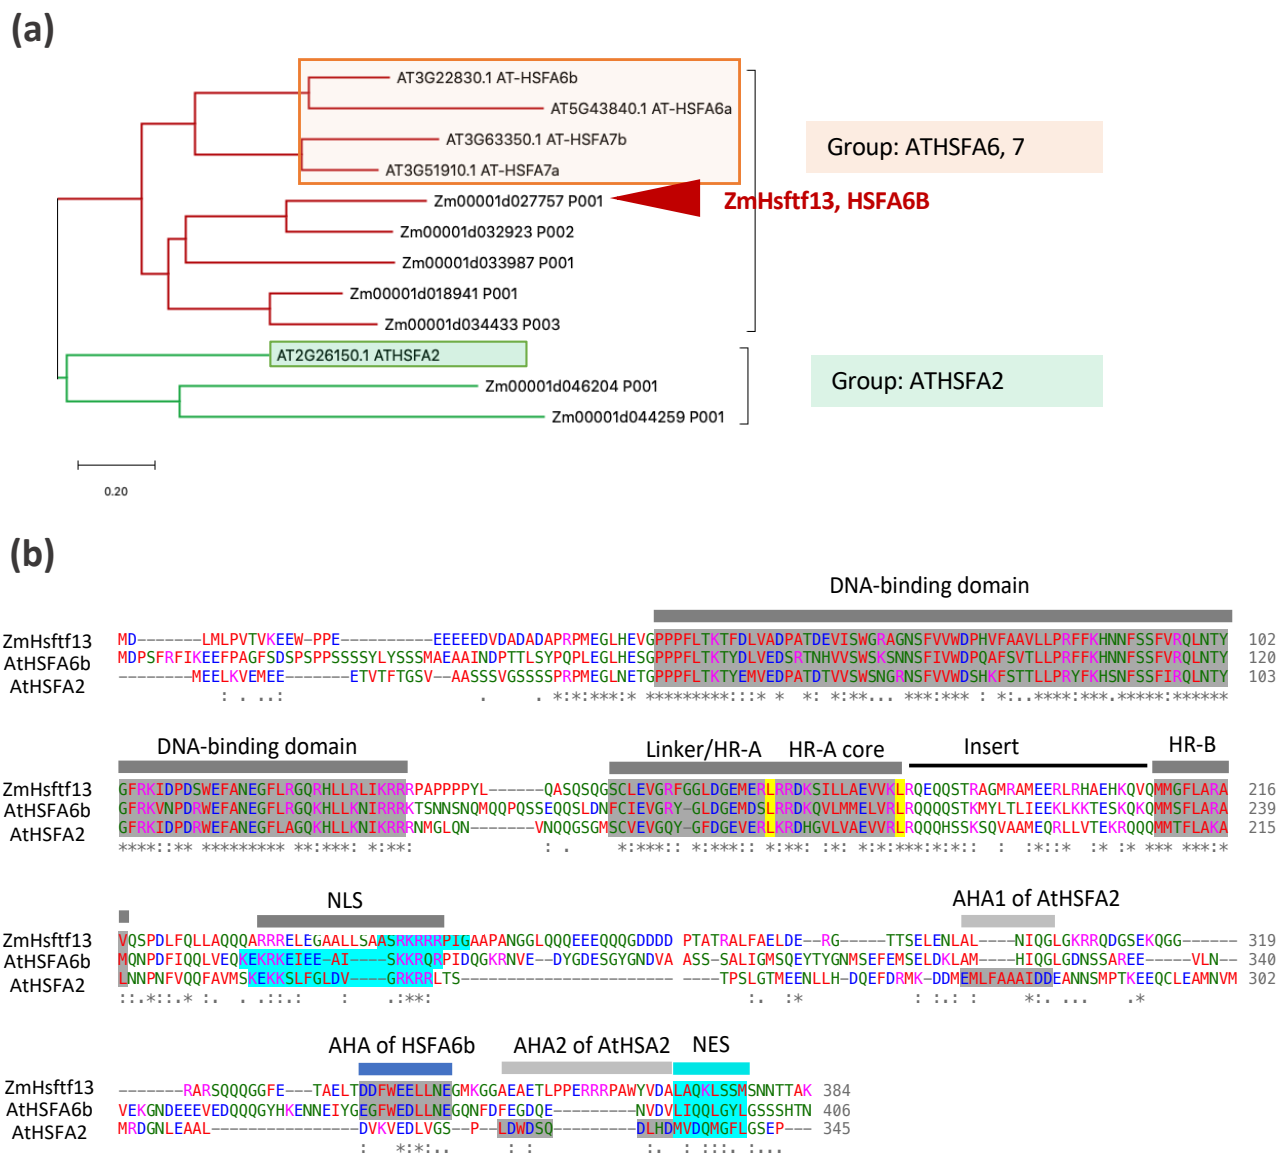 (a)
AT3G22830.1 AT-HSFA6b
AT5G43840.1 AT-HSFA6a
AT3G63350.1 AT-HSFA7b
AT3G51910.1 AT-HSFA7a
Group: ATHSFA6, 7
Zm00001d027757 P001
ZmHsftf13, HSFA6B
Zm00001d032923 P002
Zm00001d033987 P001
Zm00001d018941 P001
Zm00001d034433 P003
AT2G26150.1 ATHSFA2
Zm00001d046204 P001
Group: ATHSFA2
Zm00001d044259 P001
0.20
(b)
DNA-binding domain
ZmHsftf13 MD-------LMLPVTVKEEW-PPE----------EEEEEDVDADADAPRPMEGLHEVGPPPFLTKTFDLVADPATDEVISWGRAGNSFVVWDPHVFAAVLLPRFFKHNNFSSFVRQLNTY 102
AtHSFA6b MDPSFRFIKEEFPAGFSDSPSPPSSSSYLYSSSMAEAAINDPTTLSYPQPLEGLHESGPPPFLTKTYDLVEDSRTNHVVSWSKSNNSFIVWDPQAFSVTLLPRFFKHNNFSSFVRQLNTY 120
AtHSFA2 --------MEELKVEMEE-------ETVTFTGSV-AASSSVGSSSSPRPMEGLNETGPPPFLTKTYEMVEDPATDTVVSWSNGRNSFVVWDSHKFSTTLLPRYFKHSNFSSFIRQLNTY 103
: . ..: . .*:*:***:* *********:::* * *: *:**... ***:**** : *:..****:***.*****:******
DNA-binding domain Linker/HR-A HR-A core Insert HR-B
ZmHsftf13 GFRKIDPDSWEFANEGFLRGQRHLLRLIKRRRPAPPPPYL------QASQSQGSCLEVGRFGGLDGEMERLRRDKSILLAEVVKLRQEQQSTRAGMRAMEERLRHAEHKQVQMMGFLARA 216
AtHSFA6b GFRKVNPDRWEFANEGFLRGQKHLLKNIRRRKTSNNSNQMQQPQSSEQQSLDNFCIEVGRY-GLDGEMDSLRRDKQVLMMELVRLRQQQQSTKMYLTLIEEKLKKTESKQKQMMSFLARA 239
AtHSFA2 GFRKIDPDRWEFANEGFLAGQKHLLKNIKRRRNMGLQN-------VNQQGSGMSCVEVGQY-GFDGEVERLKRDHGVLVAEVVRLRQQQHSSKSQVAAMEQRLLVTEKRQQQMMTFLAKA 215
****::** ********* **:***: *:**: : . *:***:: *:***:: *:**: :*: *:*:***:*:*:: : :*::* :* :* *** ***:*
NLS AHA1 of AtHSFA2
ZmHsftf13 VQSPDLFQLLAQQQARRRELEGAALLSAASRKRRRPIGAAPANGGLQQQEEEQQQGDDDD PTATRALFAELDE--RG-----TTSELENLAL----NIQGLGKRRQDGSEKQGG------ 319
AtHSFA6b MQNPDFIQQLVEQKEKRKEIEE-AI----SKKRQRPIDQGKRNVE--DYGDESGYGNDVA ASS-SALIGMSQEYTYGNMSEFEMSELDKLAM----HIQGLGDNSSAREE-----VLN-- 340
AtHSFA2 LNNPNFVQQFAVMSKEKKSLFGLDV----GRKRRLTS----------------------------TPSLGTMEENLLH-DQEFDRMK-DDMEMLFAAAIDDEANNSMPTKEEQCLEAMNVM 302
::.*::.* :. . .::.: : .:**: :. :* : :.: : *:. ... .*
AHA of HSFA6b AHA2 of AtHSA2 NES
ZmHsftf13 -------RARSQQQGGFE---TAELTDDFWEELLNEGMKGGAEAETLPPERRRPAWYVDALAQKLSSMSNNTTAK 384
AtHSFA6b VEKGNDEEEVEDQQQGYHKENNEIYGEGFWEDLLNEGQNFDFEGDQE---------NVDVLIQQLGYLGSSSHTN 406
AtHSFA2 MRDGNLEAAL----------------DVKVEDLVGS--P--LDWDSQ---------DLHDMVDQMGFLGSEP--- 345
: *:*:.. : : : :::. :...